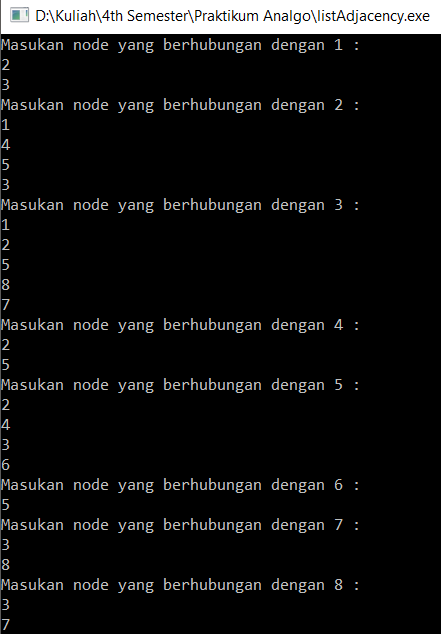 D:\Kuliah\4th Semester\Praktikum Analgo\listAdjacency.exe
Masukan node yang berhubungan dengan 1 :
2
3
Masukan node yang berhubungan dengan 2 :
1
4
5
3
Masukan node yang berhubungan dengan 3 :
1
2
5
8
7
Masukan node yang berhubungan dengan 4 :
2
5
Masukan node yang berhubungan dengan 5 :
2
4
3
6
Masukan node yang berhubungan dengan 6 :
5
Masukan node yang berhubungan dengan 7 :
3
8
Masukan node yang berhubungan dengan 8 :
3
7